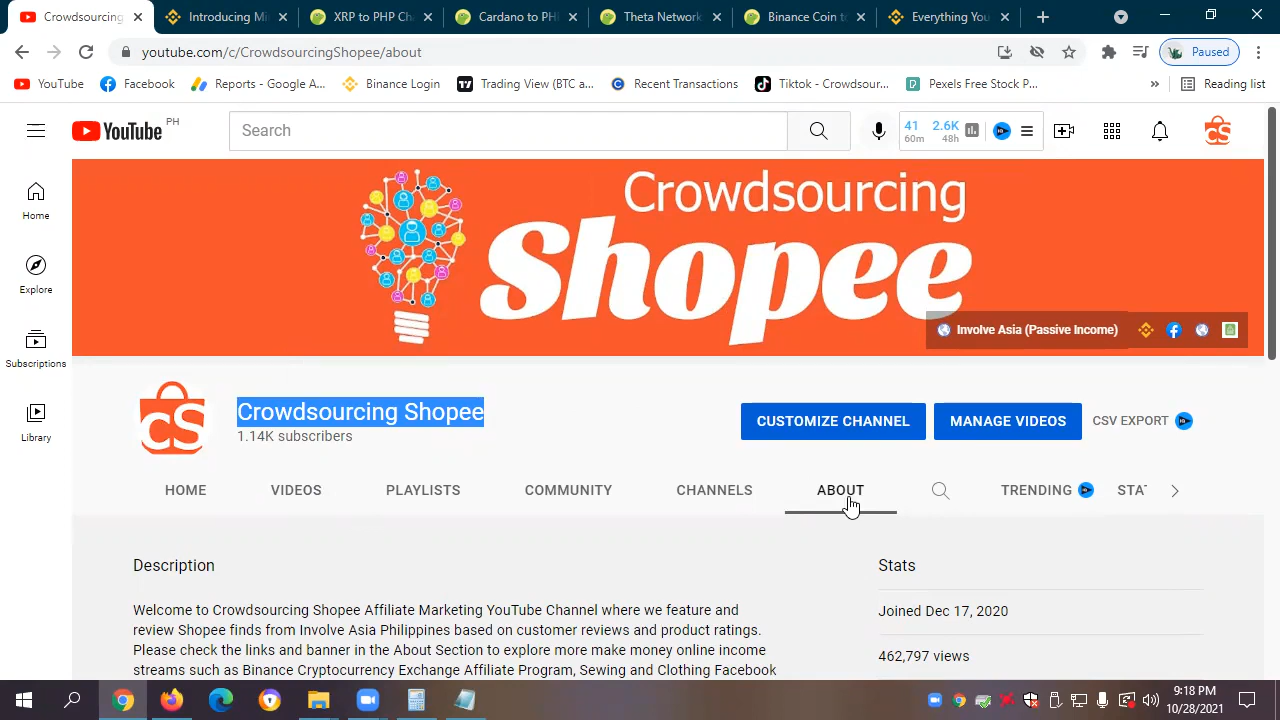 Crowdsourcing
Introducing Mi
XRP to PHP Cha
Cardano to PHP
Theta Network
Binance Coin to
Everything You
youtube.com/c/CrowdsourcingShopee/about
Paused
YouTube
Facebook
Reports - Google A...
Binance Login
Trading View (BTC a...
Recent Transactions
Tiktok - Crowdsour...
Pexels Free Stock P...
»
Reading list
YouTube PH
Search
41
60m
2.6K
48h
CS
Home
Explore
Subscriptions
Library
Crowdsourcing
Shopee
Involve Asia (Passive Income)
CS
Crowdsourcing Shopee
1.14K subscribers
CUSTOMIZE CHANNEL
MANAGE VIDEOS
CSV EXPORT
HOME
VIDEOS
PLAYLISTS
COMMUNITY
CHANNELS
ABOUT
TRENDING
STAT
Description
Welcome to Crowdsourcing Shopee Affiliate Marketing YouTube Channel where we feature and
review Shopee finds from Involve Asia Philippines based on customer reviews and product ratings.
Please check the links and banner in the About Section to explore more make money online income
streams such as Binance Cryptocurrency Exchange Affiliate Program, Sewing and Clothing Facebook
Stats
Joined Dec 17, 2020
462,797 views
9:18 PM
10/28/2021